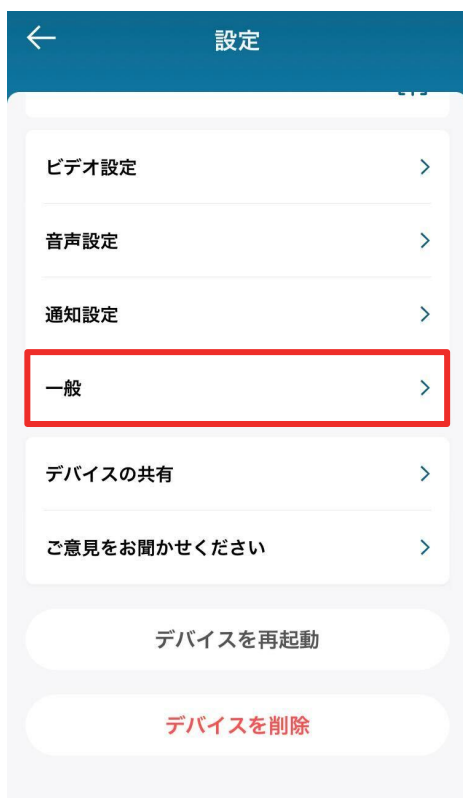 設定
ビデオ設定
音声設定
通知設定
一般
デバイスの共有
ご意見をお聞かせください
デバイスを再起動
デバイスを削除